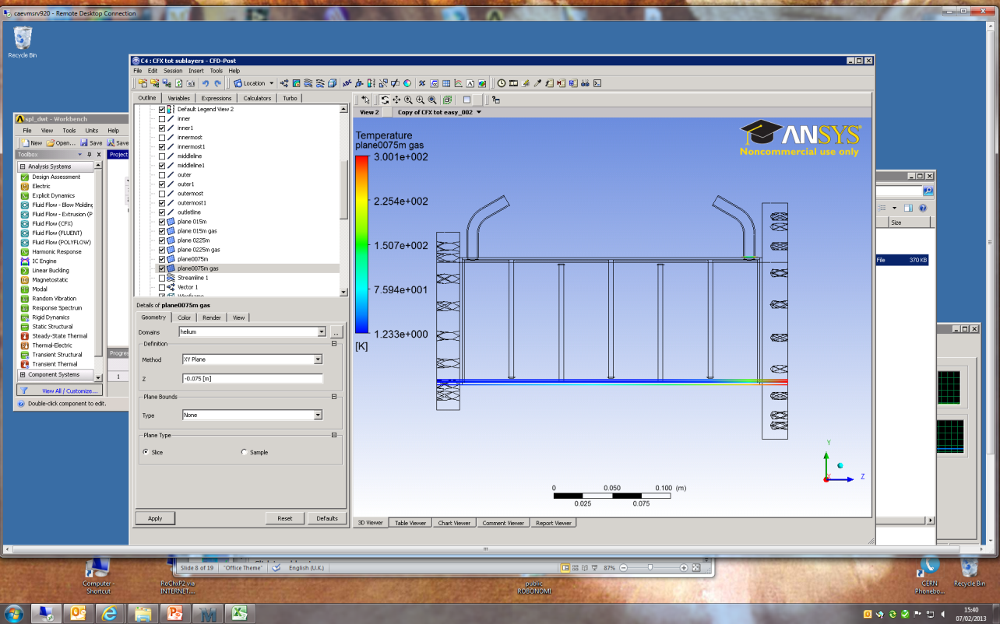 caevmsrv920 - Remote Desktop Connection
Recycle Bin
spl_dwt - Workbench
File View Tools Units Help
New Open... Save Save
Toolbox
Project
Analysis Systems
Design Assessment
Electric
Explicit Dynamics
Fluid Flow - Blow Molding
Fluid Flow - Extrusion (P
Fluid Flow (CFX)
Fluid Flow (FLUENT)
Fluid Flow (POLYFLOW)
Harmonic Response
IC Engine
Linear Buckling
Magnetostatic
Modal
Random Vibration
Response Spectrum
Rigid Dynamics
Static Structural
Steady-State Thermal
Thermal-Electric
Transient Structural
Transient Thermal
Component Systems
View All / Customize...
Double-click component to edit.
Progres
1
C4 : CFX tot sublayers - CFD-Post
File Edit Session Insert Tools Help
Location
Outline Variables Expressions Calculators Turbo
Default Legend View 2
inner
inner1
innermost
innermost1
middleline
middleline1
outer
outer1
outermost
outermost1
outletline
plane 015m
plane 015m gas
plane 0225m
plane 0225m gas
plane0075m
plane0075m gas
Streamline 1
Vector 1
Wireframe
Details of plane0075m gas
Geometry Color Render View
Domains helium ...
Definition
Method XY Plane
Z -0.075 [m]
Plane Bounds
Type None
Plane Type
Slice Sample
Apply Reset Defaults
View 2 Copy of CFX tot easy_002
Temperature
plane0075m gas
3.001e+002
2.254e+002
1.507e+002
7.594e+001
1.233e+000
[K]
ANSYS
Noncommercial use only
0 0.050 0.100 (m)
0.025 0.075
Y
X Z
3D Viewer Table Viewer Chart Viewer Comment Viewer Report Viewer
Size
File 370 KB
Slide 8 of 19 "Office Theme" English (U.K.) 87%
Computer - Shortcut
RoChxP2 via INTERNET...
public ROBONOMI
CERN Phonebo...
Recycle Bin
15:40
07/02/2013